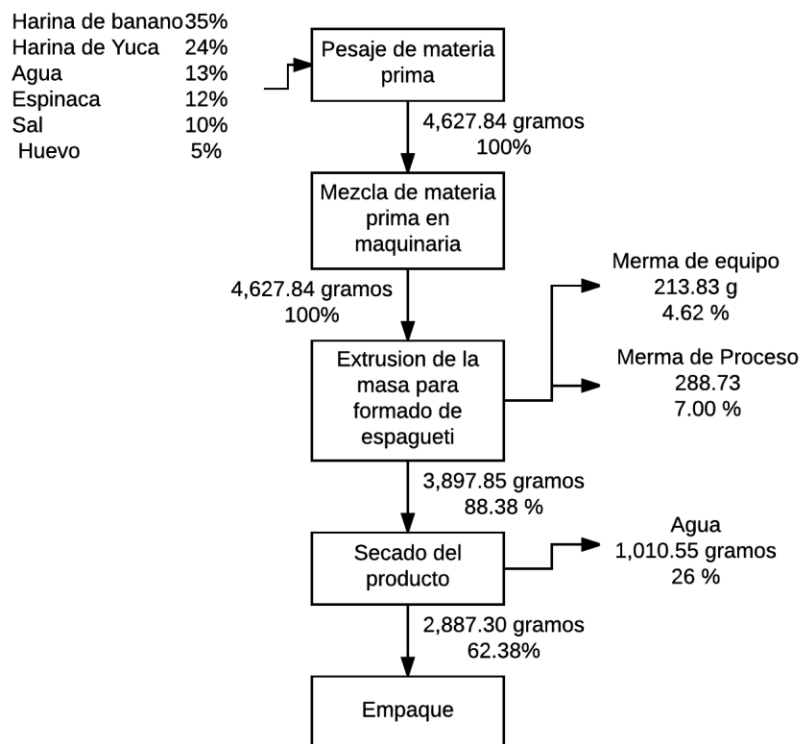 Harina de banano 35%
Harina de Yuca 24%
Agua 13%
Espinaca 12%
Sal 10%
Huevo 5%
Pesaje de materia
prima
4,627.84 gramos
100%
Mezcla de materia
prima en
maquinaria
4,627.84 gramos
100%
Merma de equipo
213.83 g
4.62 %
Extrusion de la
masa para
formado de
espagueti
Merma de Proceso
288.73
7.00 %
3,897.85 gramos
88.38 %
Secado del
producto
Agua
1,010.55 gramos
26 %
2,887.30 gramos
62.38%
Empaque